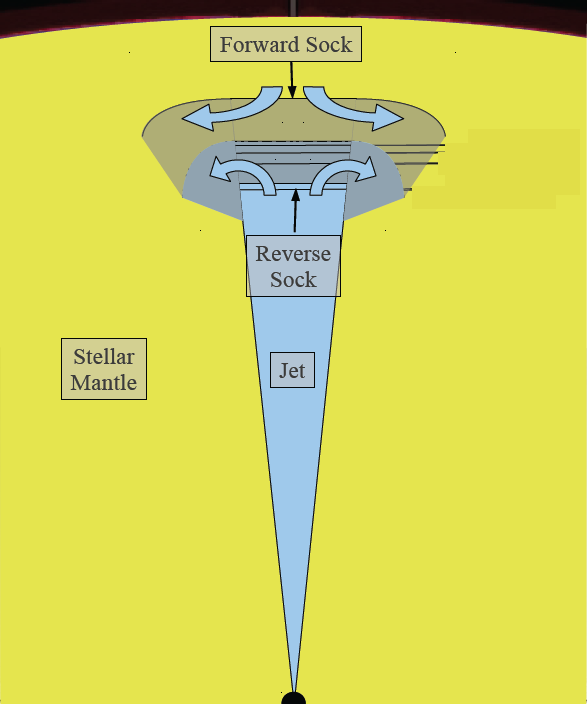 Forward Sock
Reverse
Sock
Stellar
Mantle
Jet